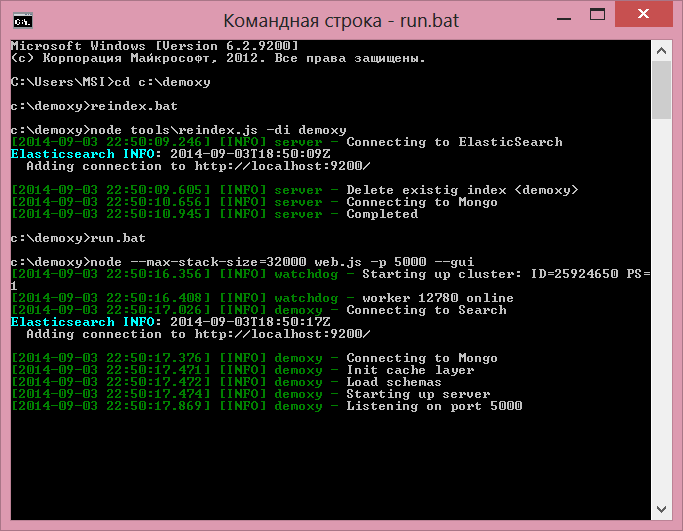 Командная строка - run.bat
Microsoft Windows [Version 6.2.9200]
(c) Корпорация Майкрософт, 2012. Все права защищены.
C:\Users\MSI>cd c:\demoxy
c:\demoxy>reindex.bat
c:\demoxy>node tools\reindex.js -di demoxy
[2014-09-03 22:50:09.246] [INFO] server - Connecting to ElasticSearch
Elasticsearch INFO: 2014-09-03T18:50:09Z
Adding connection to http://localhost:9200/
[2014-09-03 22:50:09.605] [INFO] server - Delete existig index <demoxy>
[2014-09-03 22:50:10.656] [INFO] server - Connecting to Mongo
[2014-09-03 22:50:10.945] [INFO] server - Completed
c:\demoxy>run.bat
c:\demoxy>node --max-stack-size=32000 web.js -p 5000 --gui
[2014-09-03 22:50:16.356] [INFO] watchdog - Starting up cluster: ID=25924650 PS=
1
[2014-09-03 22:50:16.408] [INFO] watchdog - worker 12780 online
[2014-09-03 22:50:17.026] [INFO] demoxy - Connecting to Search
Elasticsearch INFO: 2014-09-03T18:50:17Z
Adding connection to http://localhost:9200/
[2014-09-03 22:50:17.376] [INFO] demoxy - Connecting to Mongo
[2014-09-03 22:50:17.471] [INFO] demoxy - Init cache layer
[2014-09-03 22:50:17.472] [INFO] demoxy - Load schemas
[2014-09-03 22:50:17.474] [INFO] demoxy - Starting up server
[2014-09-03 22:50:17.869] [INFO] demoxy - Listening on port 5000